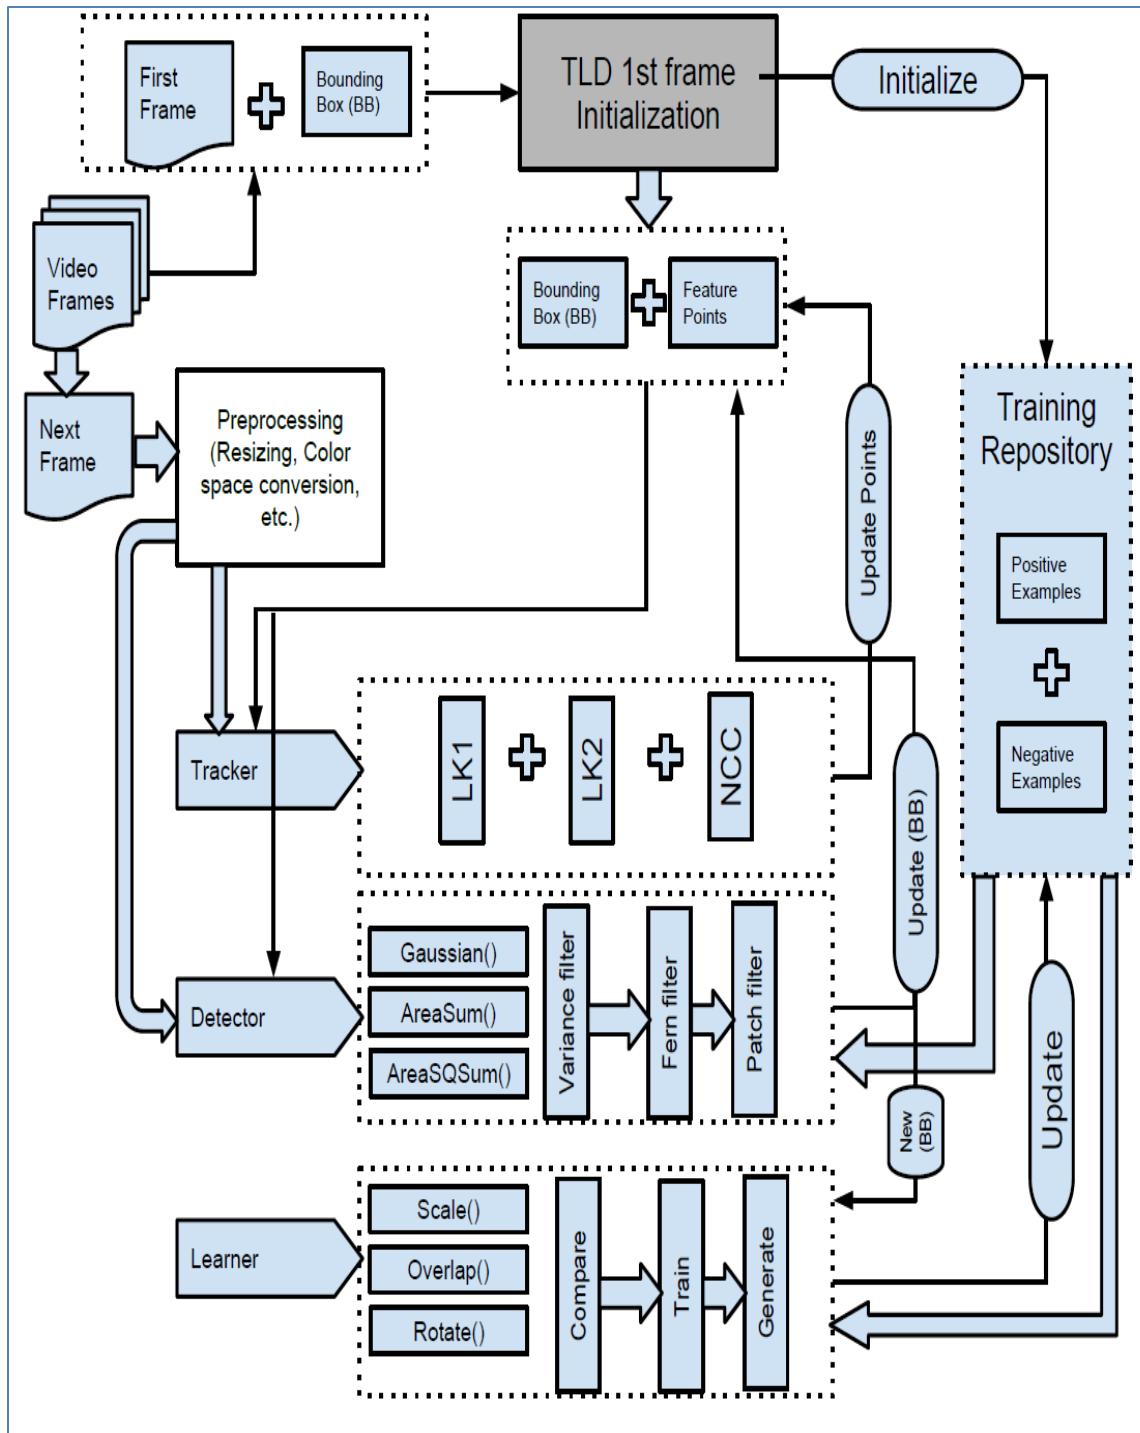 First
Frame
Bounding
Box (BB)
TLD 1st frame
Initialization
Initialize
Video
Frames
Bounding
Box (BB)
Feature
Points
Next
Frame
Preprocessing
(Resizing, Color
space conversion,
etc.)
Update Points
Training
Repository
Positive
Examples
Negative
Examples
Tracker
LK1
LK2
NCC
Update (BB)
Detector
Gaussian()
AreaSum()
AreaSQSum()
Variance filter
Fern filter
Patch filter
New
(BB)
Update
Learner
Scale()
Overlap()
Rotate()
Compare
Train
Generate